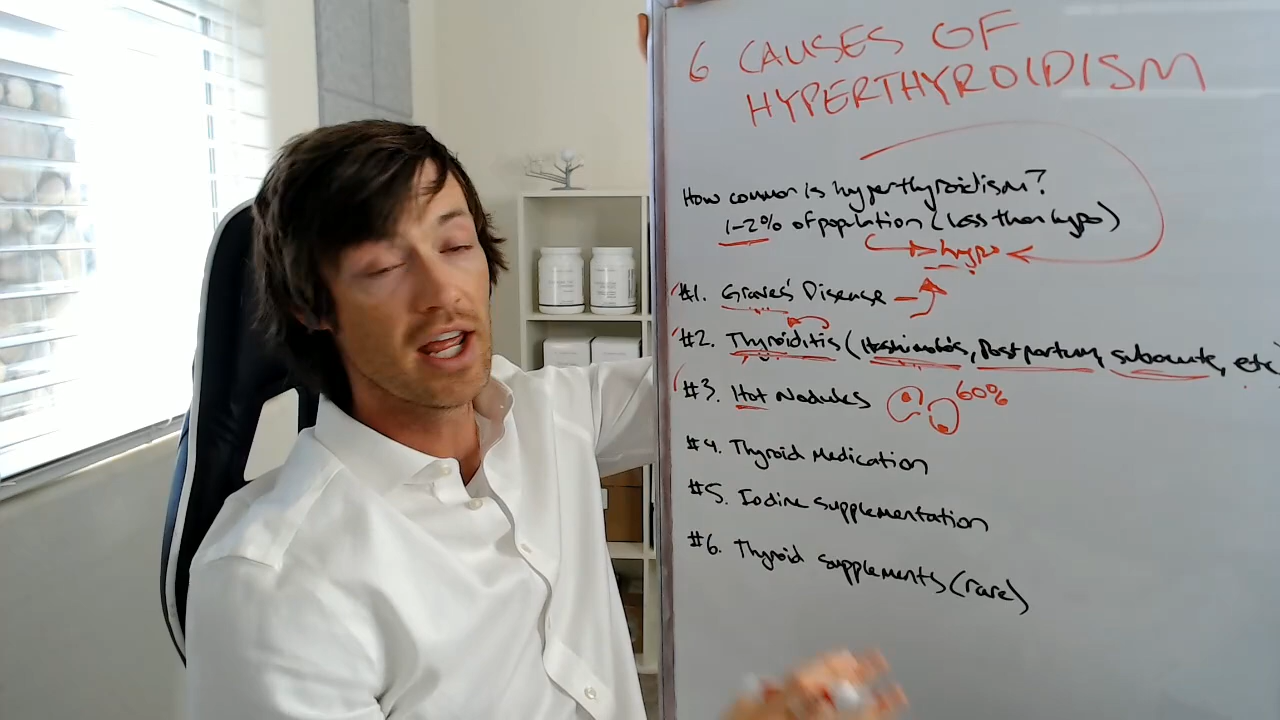 6 CAUSES OF
HYPERTHYROIDISM
How common is hyperthyroidism?
1-2% of population (less than hypo)
hypo
#1. Graves' Disease
#2. Thyroiditis (Hashimoto's, Postpartum, subacute, etc)
#3. Hot Nodules 60%
#4. Thyroid Medication
#5. Iodine supplementation
#6. Thyroid supplements (rare)